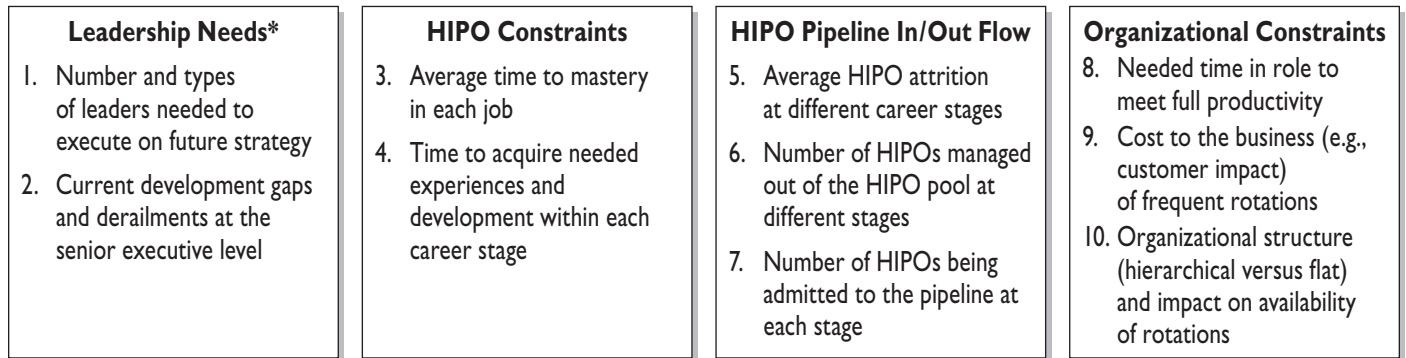 Leadership Needs*
1. Number and types
of leaders needed to
execute on future strategy
2. Current development gaps
and derailments at the
senior executive level
HIPO Constraints
3. Average time to mastery
in each job
4. Time to acquire needed
experiences and
development within each
career stage
HIPO Pipeline In/Out Flow
5. Average HIPO attrition
at different career stages
6. Number of HIPOs managed
out of the HIPO pool at
different stages
7. Number of HIPOs being
admitted to the pipeline at
each stage
Organizational Constraints
8. Needed time in role to
meet full productivity
9. Cost to the business (e.g.,
customer impact)
of frequent rotations
10. Organizational structure
(hierarchical versus flat)
and impact on availability
of rotations